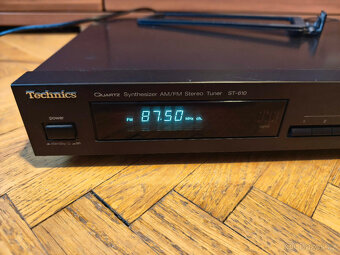 Technics
QUARTZ Synthesizer AM/FM Stereo Tuner ST-610
power
FM 87.50 MHz